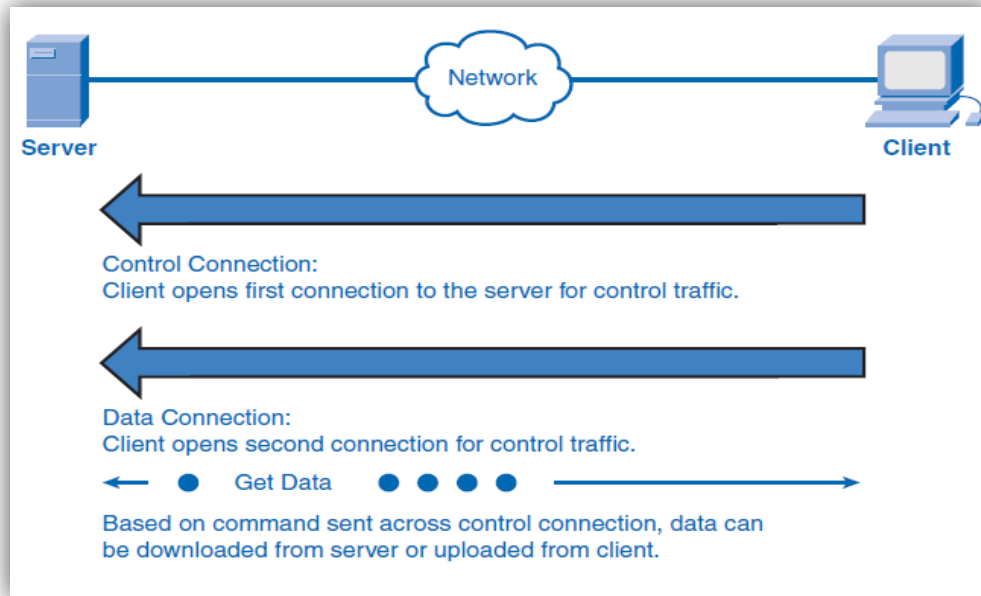 Network
Server
Client
Control Connection:
Client opens first connection to the server for control traffic.
Data Connection:
Client opens second connection for control traffic.
Get Data
Based on command sent across control connection, data can
be downloaded from server or uploaded from client.